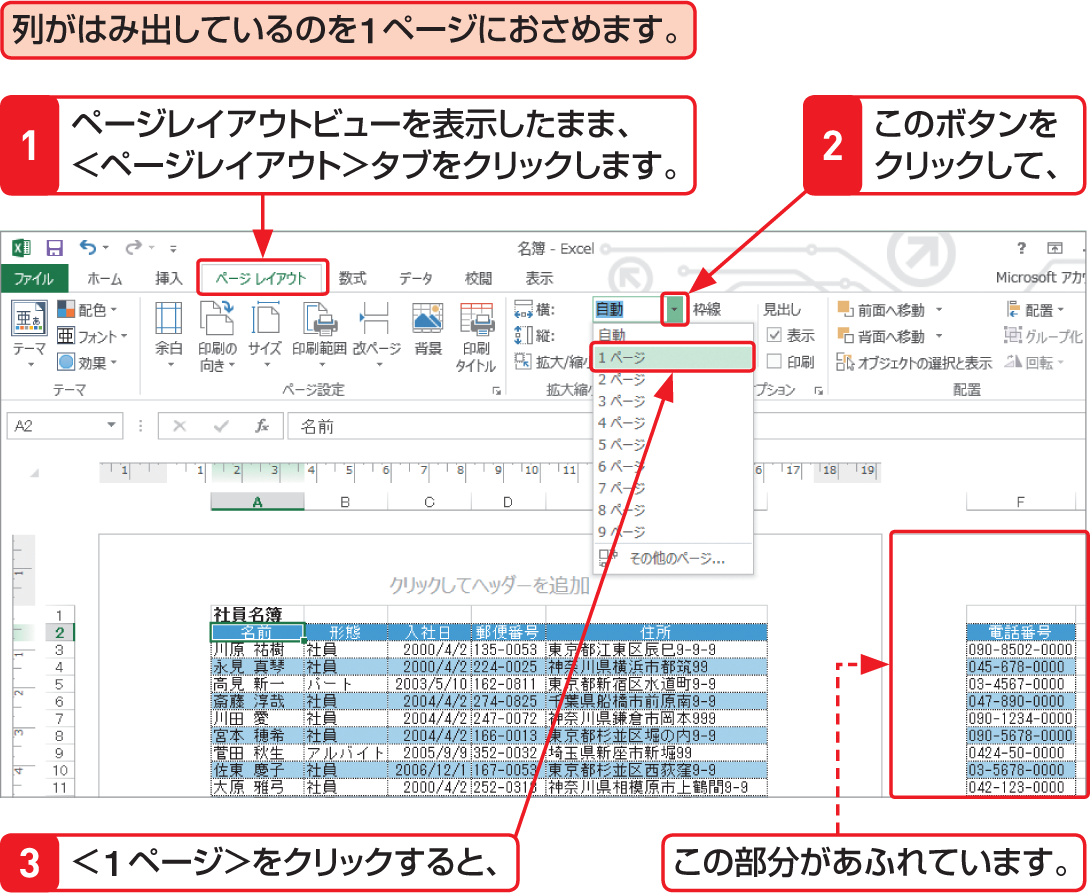 列がはみ出しているのを1ページにおさめます。
1 ページレイアウトビューを表示したまま、
<ページレイアウト>タブをクリックします。
2 このボタンを
クリックして、
名簿 - Excel
?
ファイル ホーム 挿入 ページ レイアウト 数式 データ 校閲 表示
Microsoft アカ
亜あ 配色 横: 自動 枠線 見出し 前面へ移動 配置
亜 フォント 縦: 自動 表示 背面へ移動 グループ化
テーマ 効果 余白 印刷の向き サイズ 印刷範囲 改ページ 背景 印刷タイトル 拡大/縮小 印刷 オブジェクトの選択と表示 回転
テーマ ページ設定 拡大縮 プション 配置
1 ページ
2 ページ
3 ページ
4 ページ
5 ページ
6 ページ
7 ページ
8 ページ
9 ページ
その他のページ...
A2 fx 名前
1 1 2 3 4 5 6 7 8 9 10 11 6 17 18 19
A B C D F
クリックしてヘッダーを追加
1 社員名簿
2 名前 形態 入社日 郵便番号 住所 電話番号
3 川原 祐樹 社員 2000/4/2 135-0053 東京都江東区辰巳9-9-9 090-8502-0000
4 永見 真琴 社員 2000/4/2 224-0025 神奈川県横浜市都筑99 045-678-0000
5 高見 新一 パート 2003/5/10 162-0811 東京都新宿区水道町9-9 03-4567-0000
6 斎藤 淳哉 社員 2004/4/2 274-0825 千葉県船橋市前原南9-9 047-890-0000
7 川田 愛 社員 2004/4/2 247-0072 神奈川県鎌倉市岡本999 090-1234-0000
8 宮本 穂希 社員 2004/4/2 166-0013 東京都杉並区堀の内9-9 090-5678-0000
9 菅田 秋生 アルバイト 2005/9/9 352-0032 埼玉県新座市新堀99 0424-50-0000
10 佐東 慶子 社員 2006/12/1 167-0053 東京都杉並区西荻窪9-9 03-5678-0000
11 大原 雅弓 社員 2000/4/2 252-0318 神奈川県相模原市上鶴間9-9 042-123-0000
3 <1ページ>をクリックすると、
この部分があふれています。